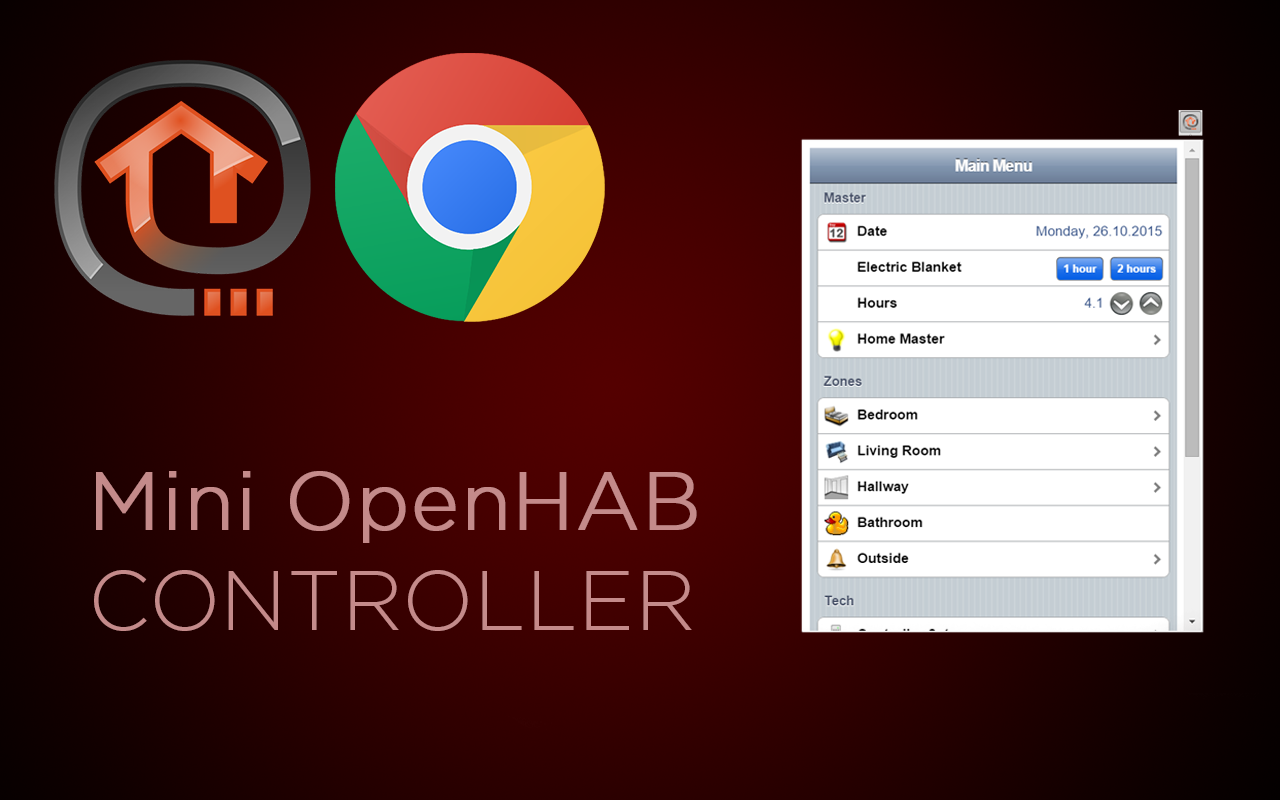 Mini OpenHAB
CONTROLLER
Main Menu
Master
12
Date
Monday, 26.10.2015
Electric Blanket
1 hour
2 hours
Hours
4.1
Home Master
Zones
Bedroom
Living Room
Hallway
Bathroom
Outside
Tech